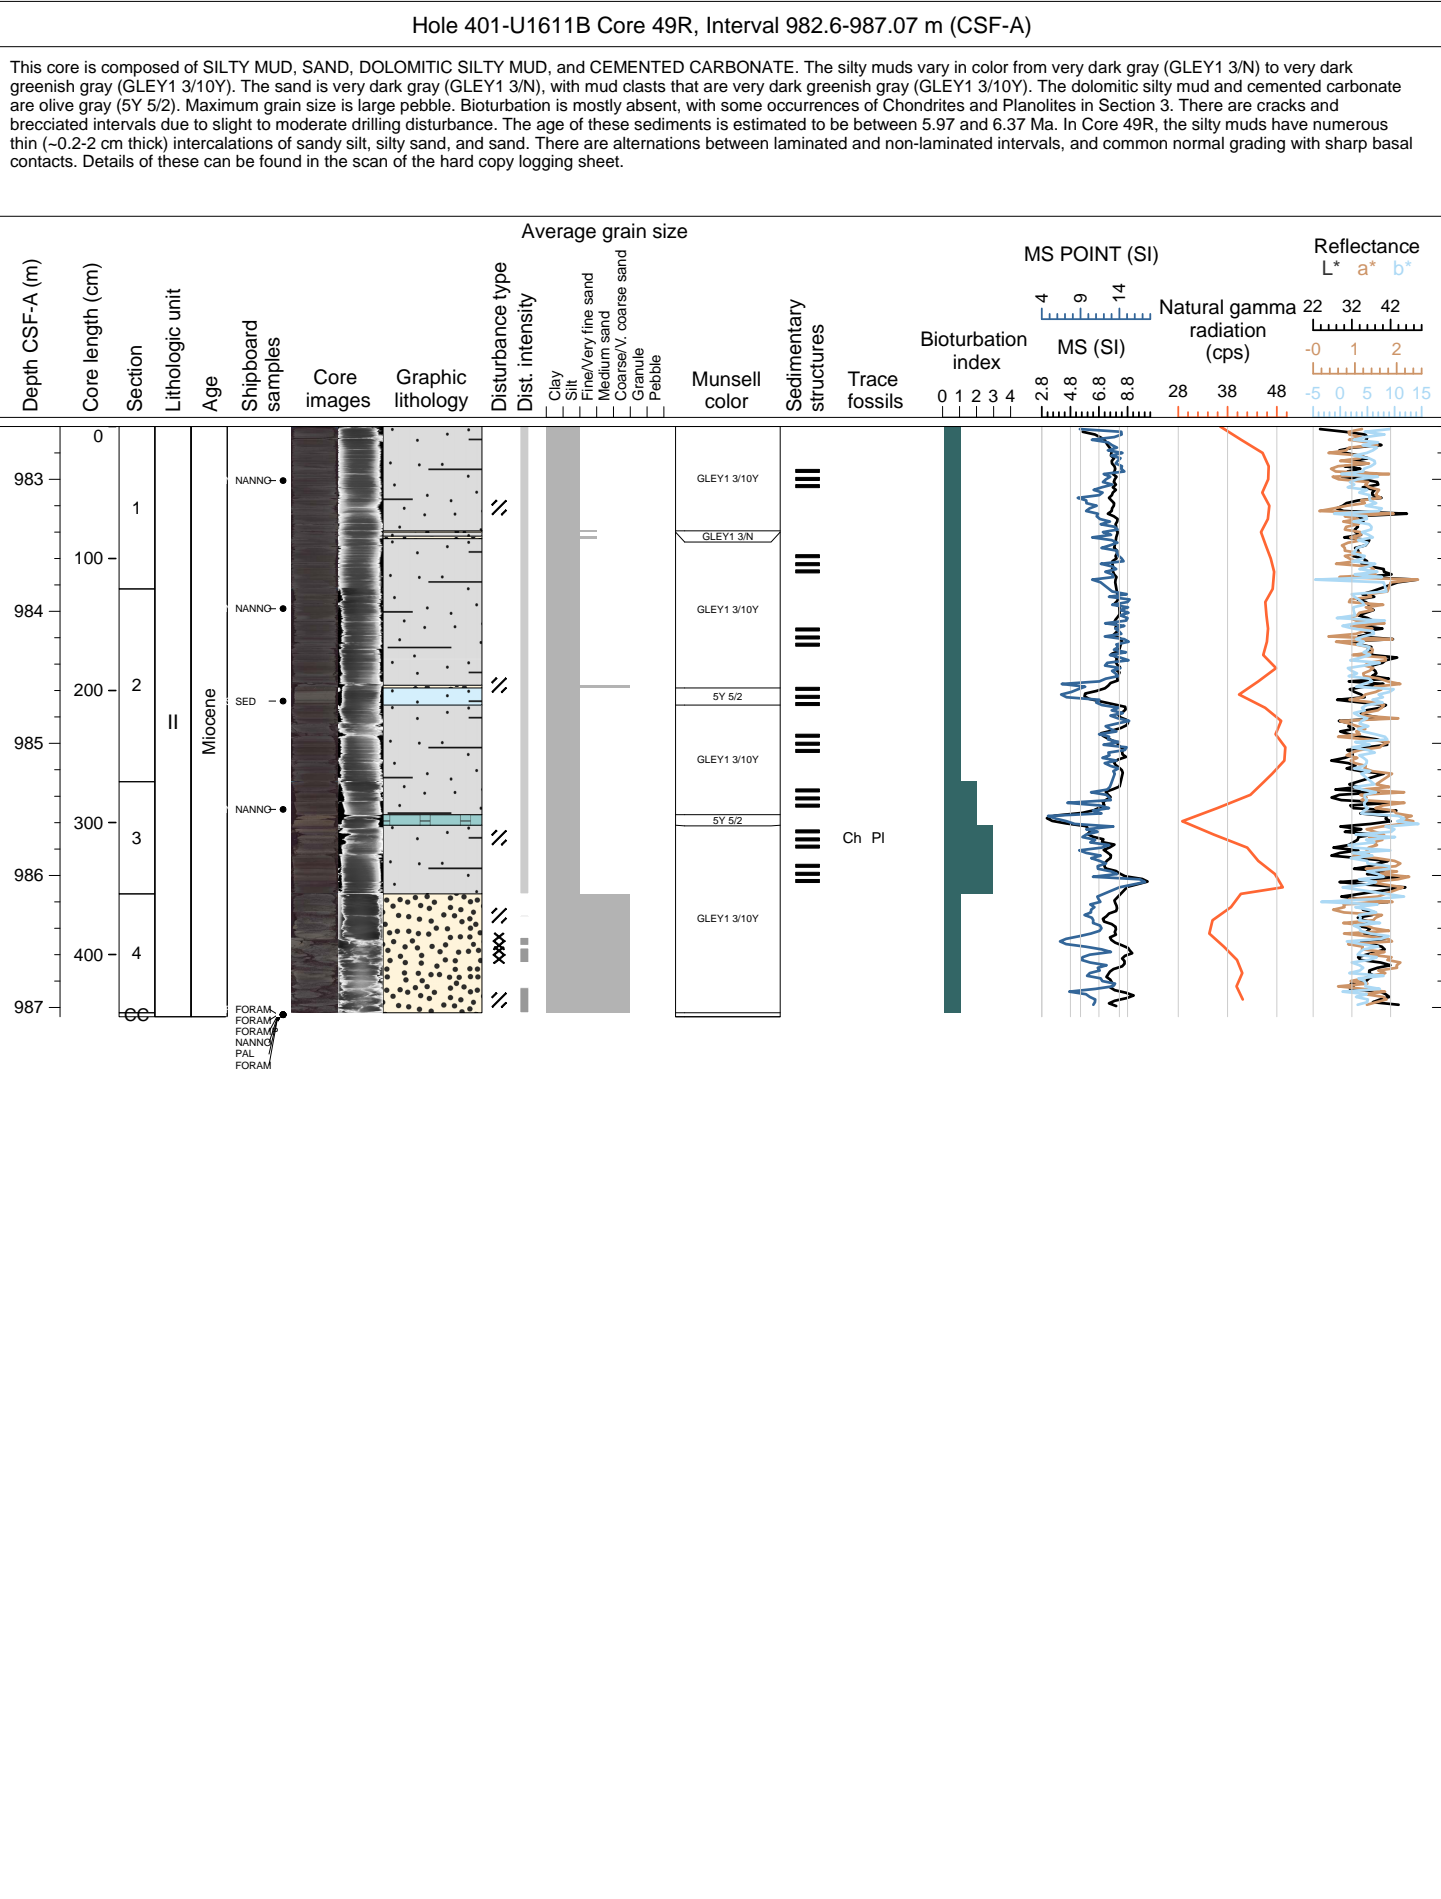 Hole 401-U1611B Core 49R, Interval 982.6-987.07 m (CSF-A)
This core is composed of SILTY MUD, SAND, DOLOMITIC SILTY MUD, and CEMENTED CARBONATE. The silty muds vary in color from very dark gray (GLEY1 3/N) to very dark
greenish gray (GLEY1 3/10Y). The sand is very dark gray (GLEY1 3/N), with mud clasts that are very dark greenish gray (GLEY1 3/10Y). The dolomitic silty mud and cemented carbonate
are olive gray (5Y 5/2). Maximum grain size is large pebble. Bioturbation is mostly absent, with some occurrences of Chondrites and Planolites in Section 3. There are cracks and
brecciated intervals due to slight to moderate drilling disturbance. The age of these sediments is estimated to be between 5.97 and 6.37 Ma. In Core 49R, the silty muds have numerous
thin (~0.2-2 cm thick) intercalations of sandy silt, silty sand, and sand. There are alternations between laminated and non-laminated intervals, and common normal grading with sharp basal
contacts. Details of these can be found in the scan of the hard copy logging sheet.
Depth CSF-A (m)
Core length (cm)
Section
Lithologic unit
Age
Shipboard
samples
Core
images
Graphic
lithology
Disturbance type
Dist. intensity
Average grain size
Clay
Silt
Fine/Very fine sand
Medium sand
Coarse/V. coarse sand
Granule
Pebble
Munsell
color
Sedimentary
structures
Trace
fossils
Bioturbation
index
0 1 2 3 4
MS POINT (SI)
4 9 14
MS (SI)
2.8 4.8 6.8 8.8
Natural gamma
radiation
(cps)
28 38 48
Reflectance
L* a* b*
22 32 42
-0 1 2
-5 0 5 10 15
983
984
985
986
987
0
100
200
300
400
1
2
3
4
CC
II
Miocene
NANNO
NANNO
SED
NANNO
FORAM
FORAM
FORAMP
NANNO
PAL
FORAM
GLEY1 3/10Y
GLEY1 3/N
GLEY1 3/10Y
5Y 5/2
GLEY1 3/10Y
5Y 5/2
GLEY1 3/10Y
Ch Pl